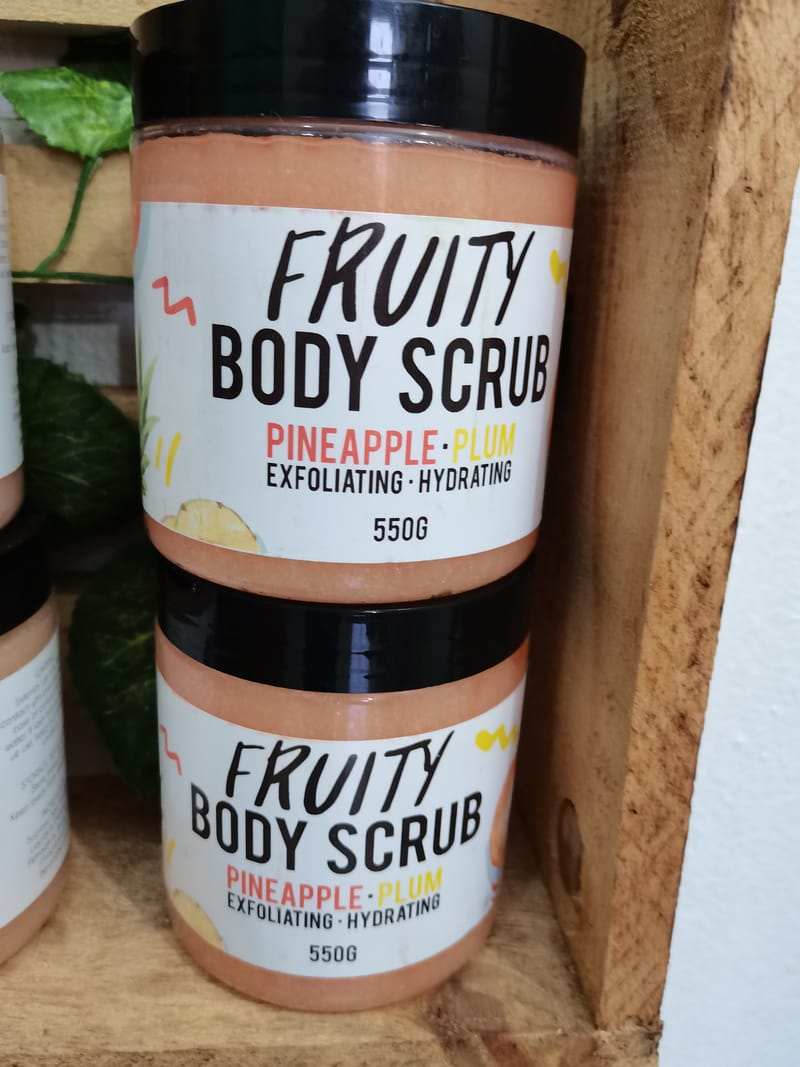 FRUITY
BODY SCRUB
PINEAPPLE · PLUM
EXFOLIATING · HYDRATING
550G
FRUITY
BODY SCRUB
PINEAPPLE · PLUM
EXFOLIATING · HYDRATING
550G